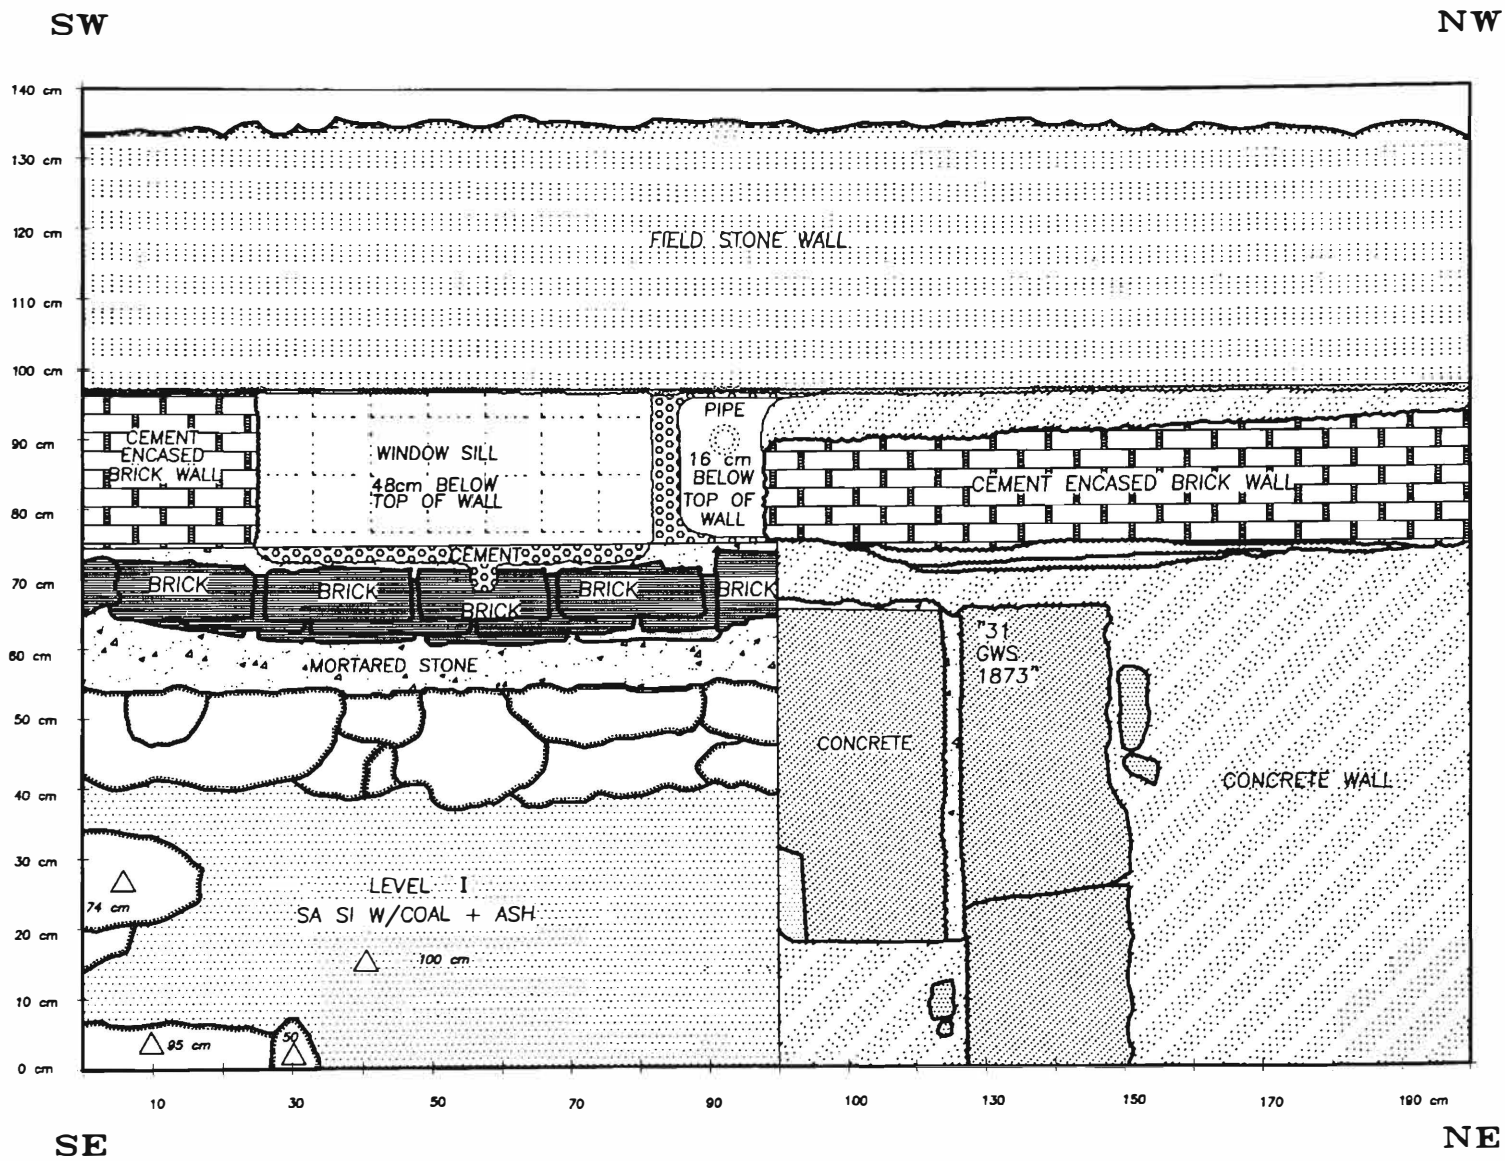 SW
NW
140 cm
130 cm
120 cm
110 cm
100 cm
90 cm
80 cm
70 cm
60 cm
50 cm
40 cm
30 cm
20 cm
10 cm
0 cm
FIELD STONE WALL
CEMENT
ENCASED
BRICK WALL
WINDOW SILL
48cm BELOW
TOP OF WALL
PIPE
16 cm
BELOW
TOP OF
WALL
CEMENT ENCASED BRICK WALL
CEMENT
BRICK
BRICK
BRICK
BRICK
BRICK
MORTARED STONE
"31
GWS
1873"
CONCRETE
CONCRETE WALL
74 cm
LEVEL I
SA SI W/COAL + ASH
100 cm
95 cm
50
10
30
50
70
90
100
130
150
170
190 cm
SE
NE